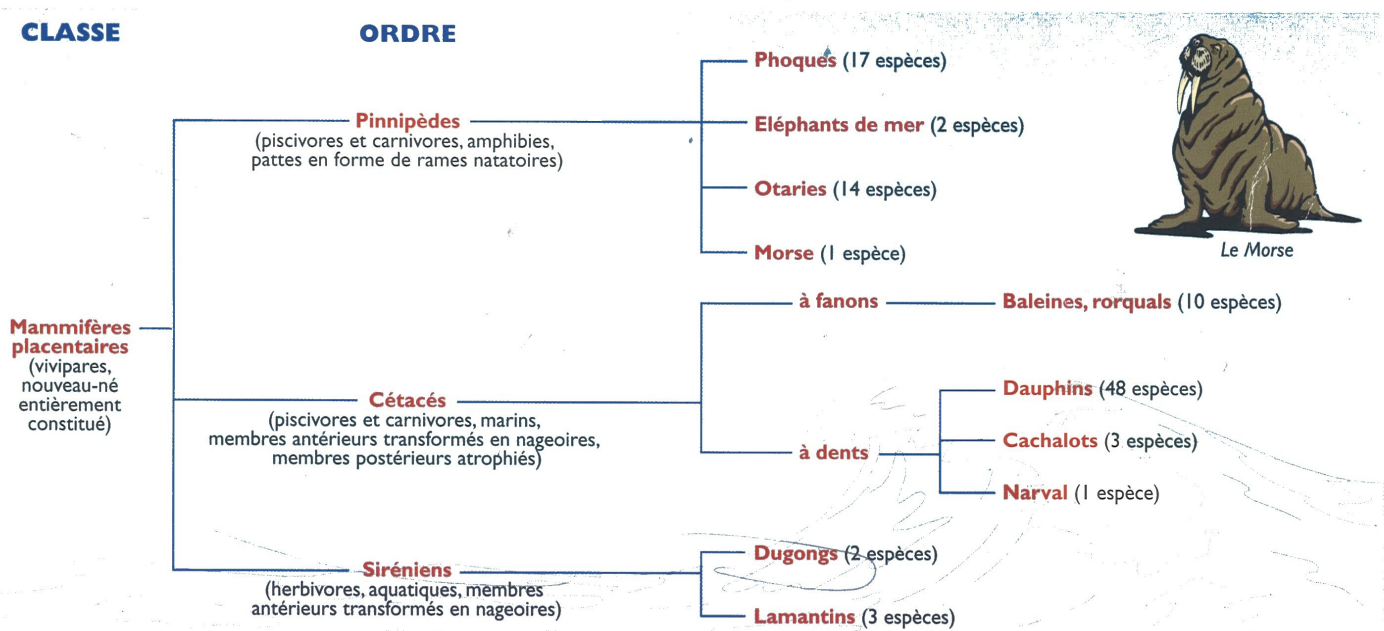 CLASSE
ORDRE
Phoques (17 espèces)
Pinnipèdes
(piscivores et carnivores, amphibies,
pattes en forme de rames natatoires)
Eléphants de mer (2 espèces)
Otaries (14 espèces)
Morse (1 espèce)
Le Morse
Mammifères
placentaires
(vivipares,
nouveau-né
entièrement
constitué)
à fanons
Baleines, rorquals (10 espèces)
Cétacés
(piscivores et carnivores, marins,
membres antérieurs transformés en nageoires,
membres postérieurs atrophiés)
à dents
Dauphins (48 espèces)
Cachalots (3 espèces)
Narval (1 espèce)
Siréniens
(herbivores, aquatiques, membres
antérieurs transformés en nageoires)
Dugongs (2 espèces)
Lamantins (3 espèces)